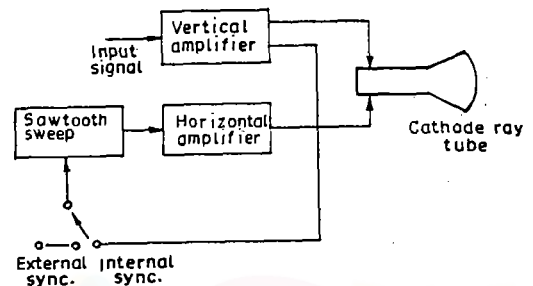 Vertical
amplifier
Input
signal
Sawtooth
sweep
Horizontal
amplifier
Cathode ray
tube
External
sync.
Internal
sync.